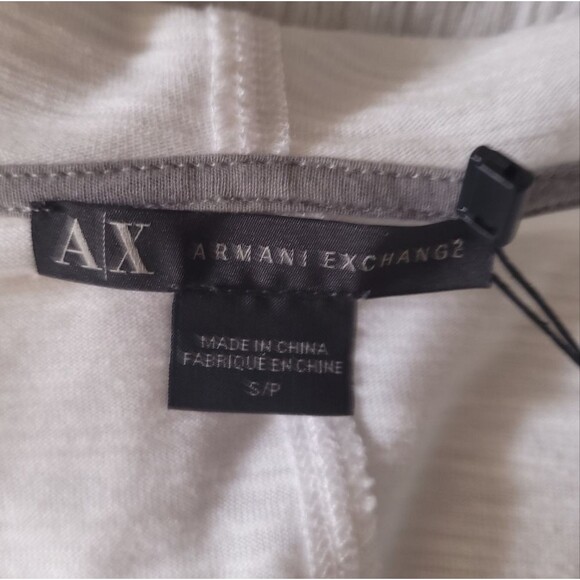 A|X ARMANI EXCHANGE
MADE IN CHINA
FABRIQUÉ EN CHINE
S/P